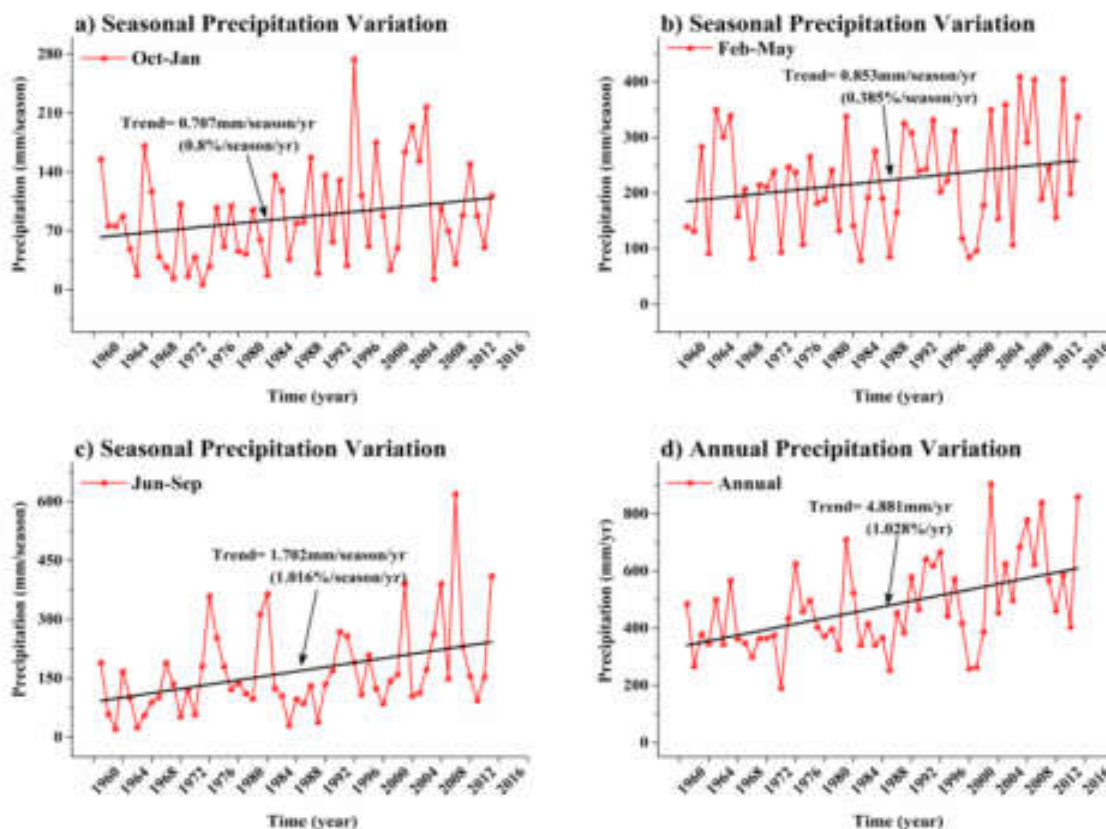 a) Seasonal Precipitation Variation
Oct-Jan
Trend= 0.707mm/season/yr
(0.8%/season/yr)
Precipitation (mm/season)
280
210
140
70
0
1960 1964 1968 1972 1976 1980 1984 1988 1992 1996 2000 2004 2008 2012 2016
Time (year)
b) Seasonal Precipitation Variation
Feb-May
Trend= 0.853mm/season/yr
(0.385%/season/yr)
Precipitation (mm/season)
400
300
200
100
0
1960 1964 1968 1972 1976 1980 1984 1988 1992 1996 2000 2004 2008 2012 2016
Time (year)
c) Seasonal Precipitation Variation
Jun-Sep
Trend= 1.702mm/season/yr
(1.016%/season/yr)
Precipitation (mm/season)
600
450
300
150
0
1960 1964 1968 1972 1976 1980 1984 1988 1992 1996 2000 2004 2008 2012 2016
Time (year)
d) Annual Precipitation Variation
Annual
Trend= 4.881mm/yr
(1.028%/yr)
Precipitation (mm/yr)
800
600
400
200
0
1960 1964 1968 1972 1976 1980 1984 1988 1992 1996 2000 2004 2008 2012 2016
Time (year)